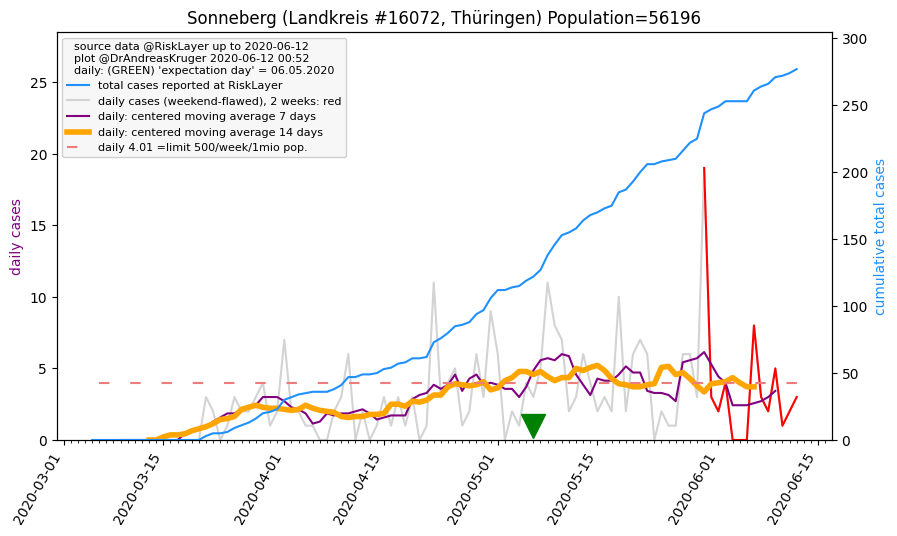 Sonneberg (Landkreis #16072, Thüringen) Population=56196
source data @RiskLayer up to 2020-06-12
plot @DrAndreasKruger 2020-06-12 00:52
daily: (GREEN) 'expectation day' = 06.05.2020
total cases reported at RiskLayer
daily cases (weekend-flawed), 2 weeks: red
daily: centered moving average 7 days
daily: centered moving average 14 days
daily 4.01 =limit 500/week/1mio pop.
daily cases
25
20
15
10
5
0
cumulative total cases
300
250
200
150
100
50
0
2020-03-01
2020-03-15
2020-04-01
2020-04-15
2020-05-01
2020-05-15
2020-06-01
2020-06-15